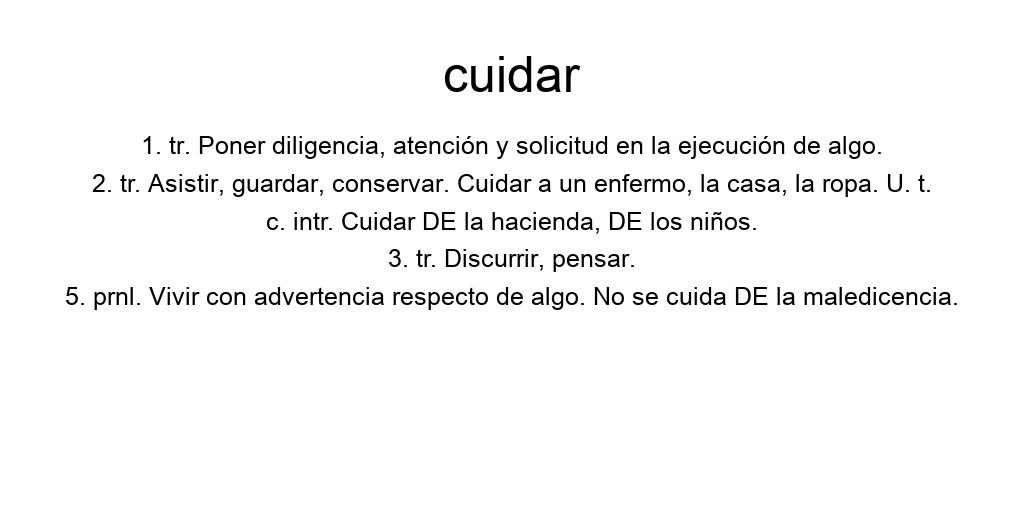 cuidar
1. tr. Poner diligencia, atención y solicitud en la ejecución de algo.
2. tr. Asistir, guardar, conservar. Cuidar a un enfermo, la casa, la ropa. U. t.
c. intr. Cuidar DE la hacienda, DE los niños.
3. tr. Discurrir, pensar.
5. prnl. Vivir con advertencia respecto de algo. No se cuida DE la maledicencia.